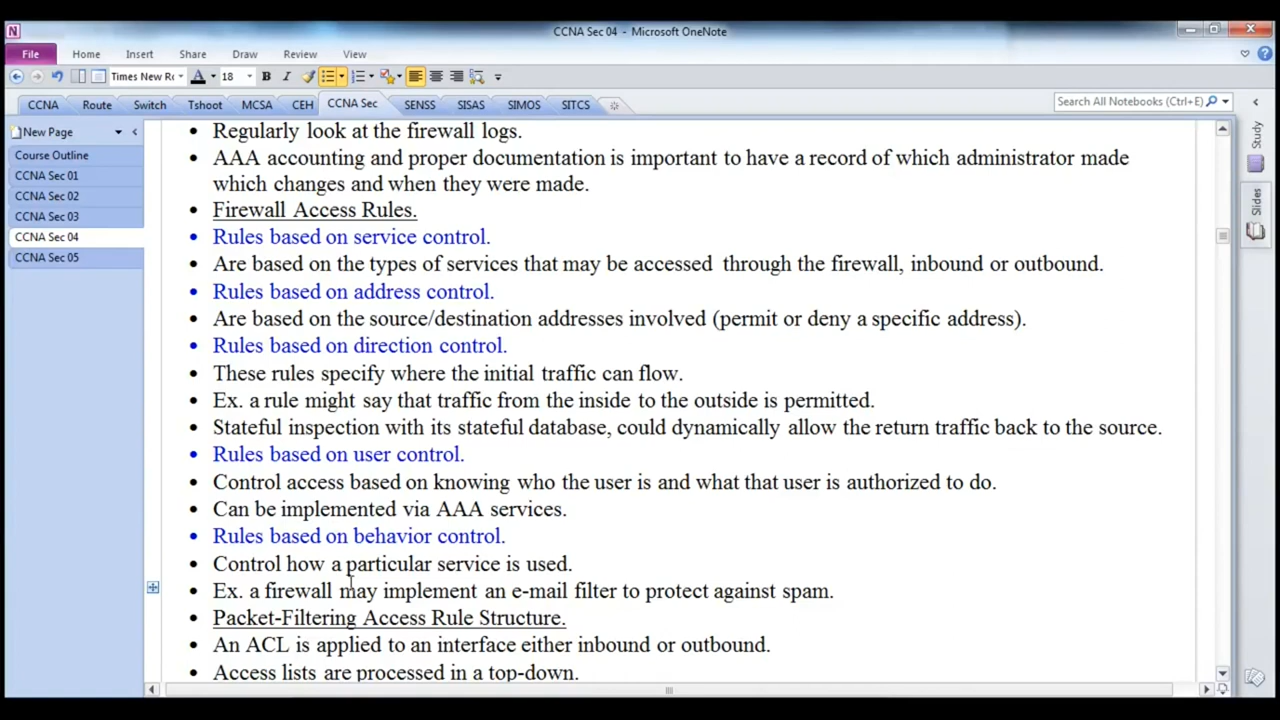 CCNA Sec 04 - Microsoft OneNote
File Home Insert Share Draw Review View
Times New Ro 18 B I
CCNA Route Switch Tshoot MCSA CEH CCNA Sec SENSS SISAS SIMOS SITCS Search All Notebooks (Ctrl+E)
New Page
Course Outline
CCNA Sec 01
CCNA Sec 02
CCNA Sec 03
CCNA Sec 04
CCNA Sec 05
• Regularly look at the firewall logs.
• AAA accounting and proper documentation is important to have a record of which administrator made
which changes and when they were made.
• Firewall Access Rules.
• Rules based on service control.
• Are based on the types of services that may be accessed through the firewall, inbound or outbound.
• Rules based on address control.
• Are based on the source/destination addresses involved (permit or deny a specific address).
• Rules based on direction control.
• These rules specify where the initial traffic can flow.
• Ex. a rule might say that traffic from the inside to the outside is permitted.
• Stateful inspection with its stateful database, could dynamically allow the return traffic back to the source.
• Rules based on user control.
• Control access based on knowing who the user is and what that user is authorized to do.
• Can be implemented via AAA services.
• Rules based on behavior control.
• Control how a particular service is used.
• Ex. a firewall may implement an e-mail filter to protect against spam.
• Packet-Filtering Access Rule Structure.
• An ACL is applied to an interface either inbound or outbound.
• Access lists are processed in a top-down.
Study
Slides